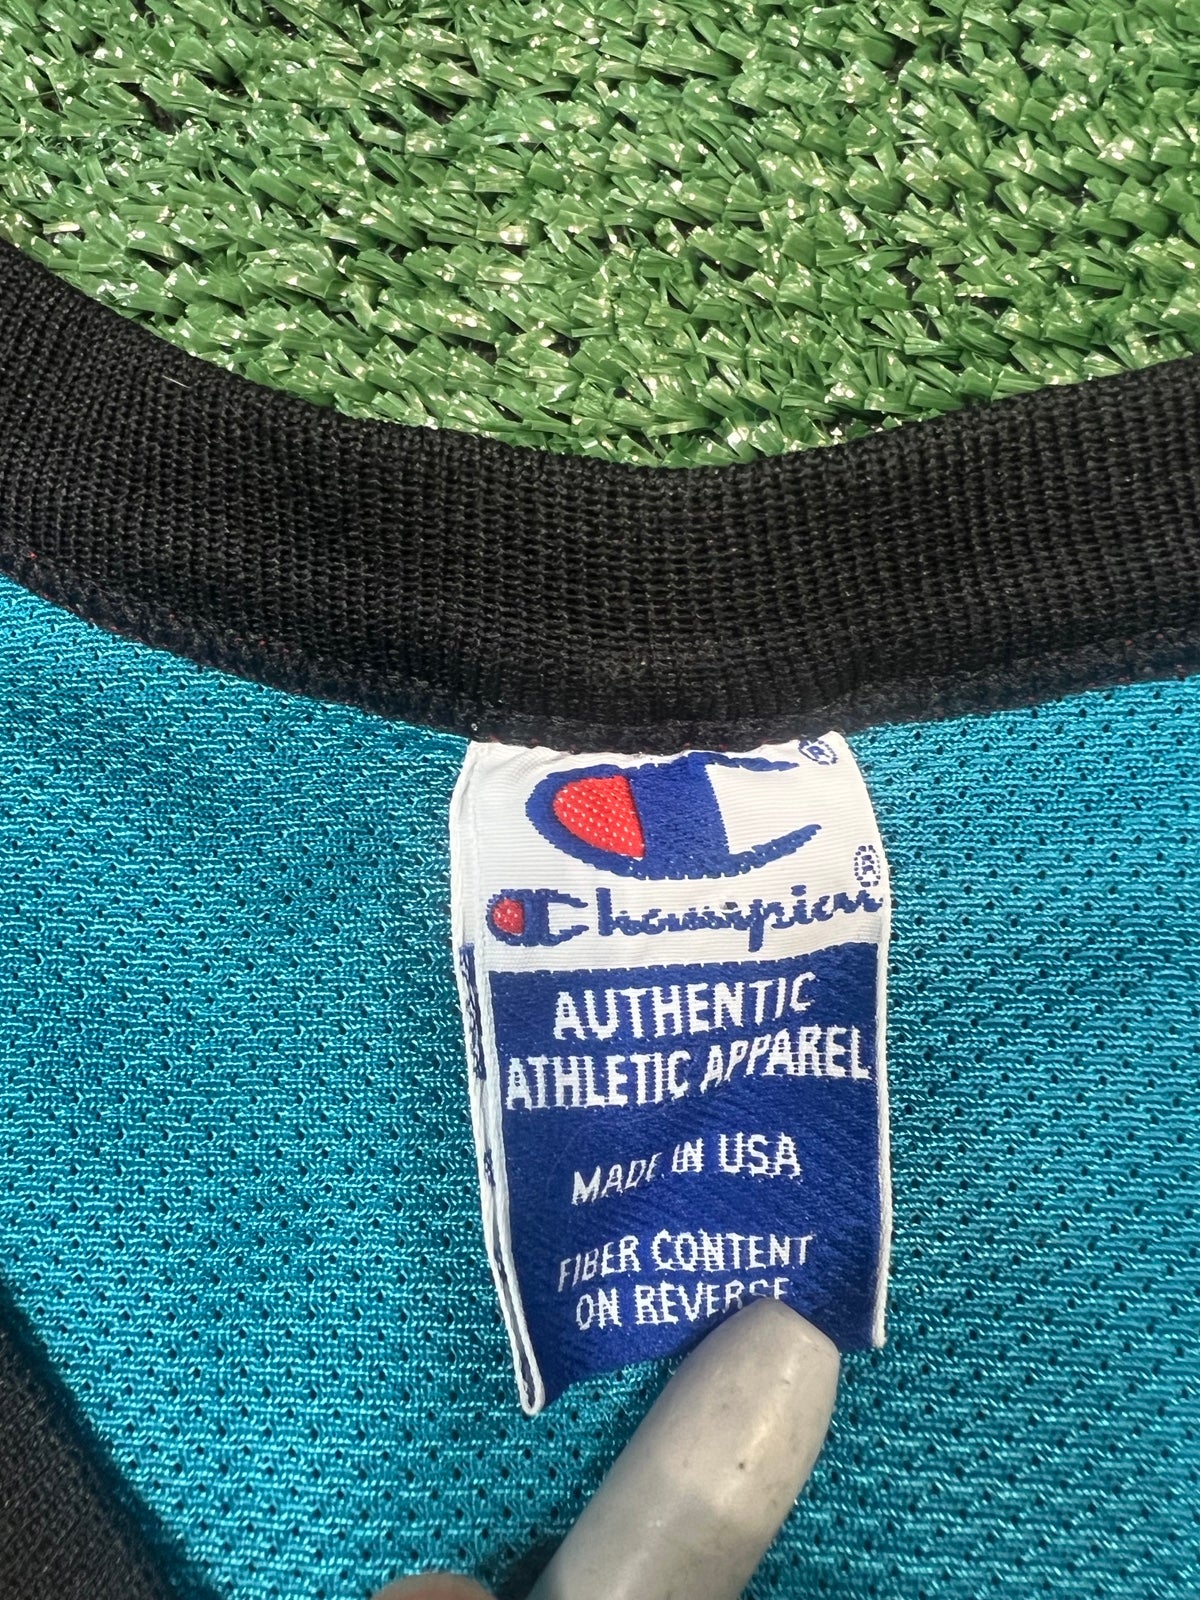 ®
Champion®
AUTHENTIC
ATHLETIC APPAREL
MADE IN USA
FIBER CONTENT
ON REVERSE